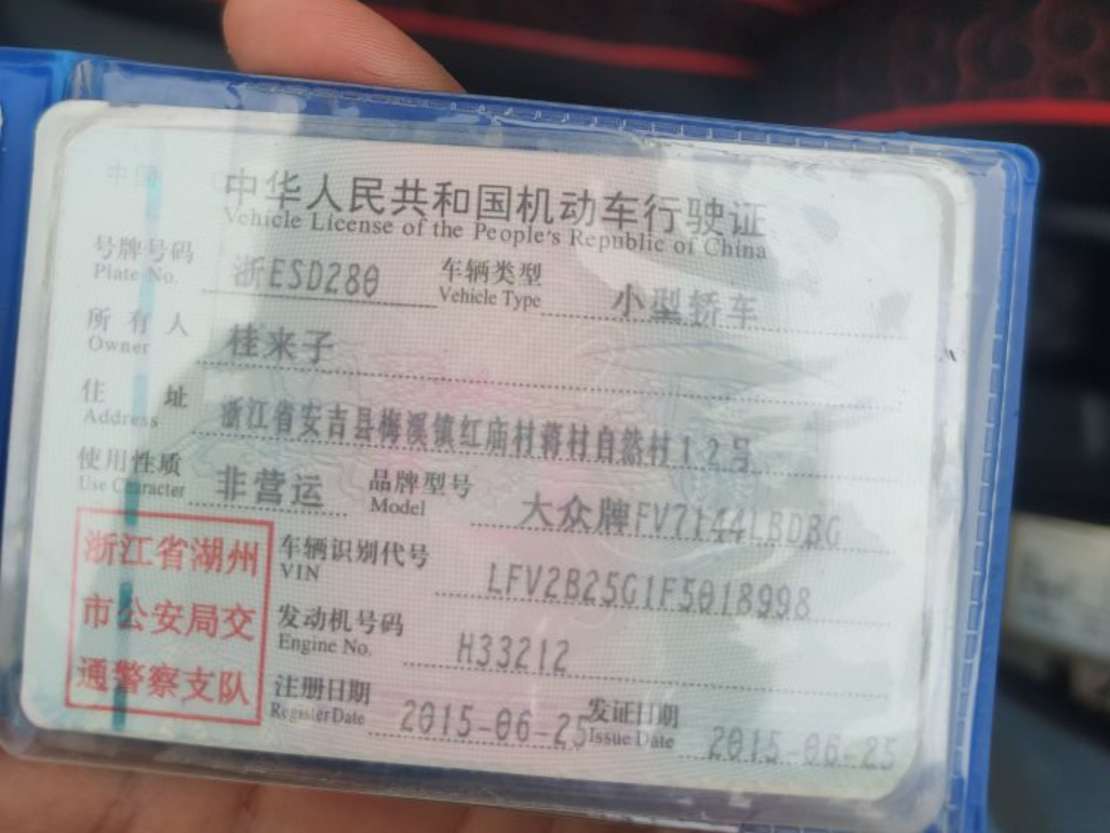 中华人民共和国机动车行驶证
Vehicle License of the People's Republic of China
号牌号码 浙ESD280 车辆类型 小型轿车
Plate No. Vehicle Type
所有人 桂来子
Owner
住址 浙江省安吉县梅溪镇红庙村蒋村自然村12号
Address
使用性质 非营运 品牌型号 大众牌FV7144LBDBG
Use Character Model
浙江省湖州
市公安局交
通警察支队
车辆识别代号 LFV2B25G1F5018998
VIN
发动机号码 H33212
Engine No.
注册日期 2015-06-25 发证日期 2015-06-25
Register Date Issue Date